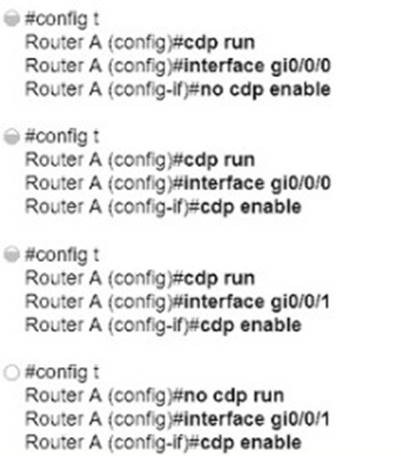 #config t
Router A (config)#cdp run
Router A (config)#interface gi0/0/0
Router A (config-if)#no cdp enable
#config t
Router A (config)#cdp run
Router A (config)#interface gi0/0/0
Router A (config-if)#cdp enable
#config t
Router A (config)#cdp run
Router A (config)#interface gi0/0/1
Router A (config-if)#cdp enable
#config t
Router A (config)#no cdp run
Router A (config)#interface gi0/0/1
Router A (config-if)#cdp enable